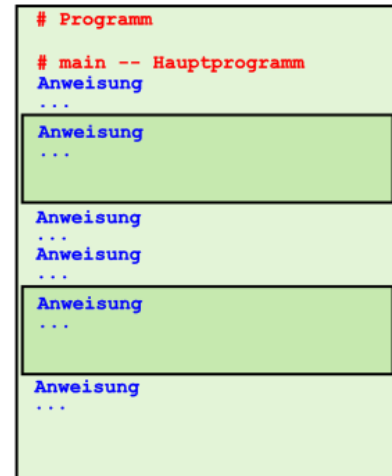 # Programm
# main -- Hauptprogramm
Anweisung
...
Anweisung
...
Anweisung
...
Anweisung
...
Anweisung
...
Anweisung
...